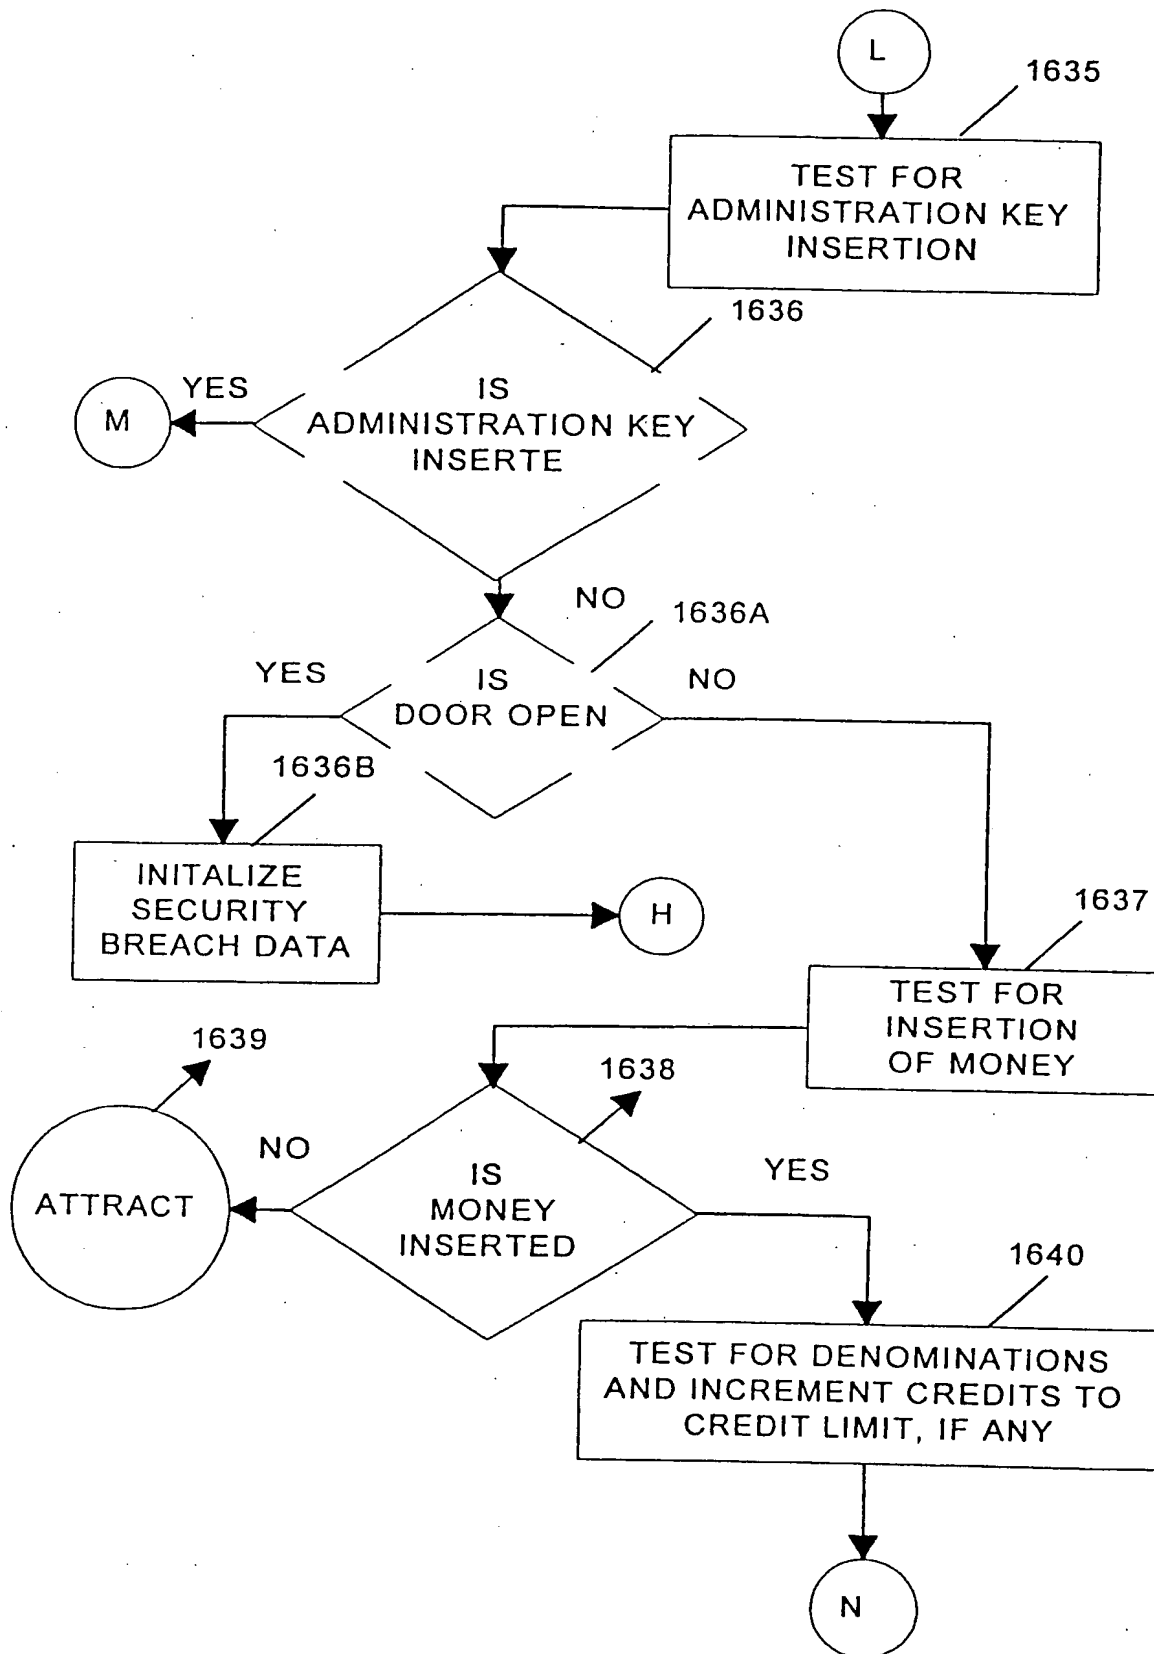 L
1635
TEST FOR
ADMINISTRATION KEY
INSERTION
1636
YES
M
IS
ADMINISTRATION KEY
INSERTE
NO
1636A
YES
IS
DOOR OPEN
NO
1636B
INITALIZE
SECURITY
BREACH DATA
H
1637
TEST FOR
INSERTION
OF MONEY
1639
1638
NO
ATTRACT
IS
MONEY
INSERTED
YES
1640
TEST FOR DENOMINATIONS
AND INCREMENT CREDITS TO
CREDIT LIMIT, IF ANY
N